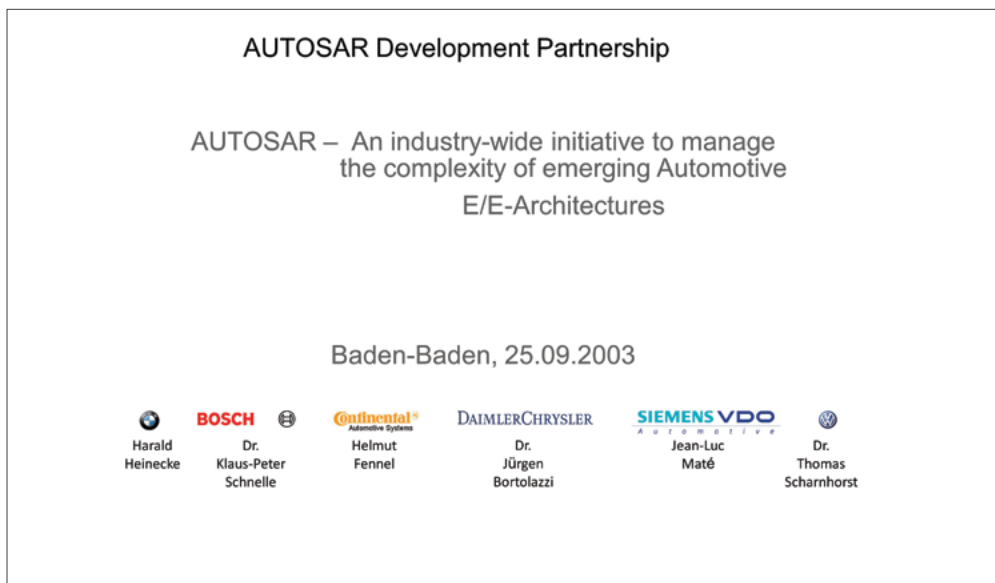 AUTOSAR Development Partnership
AUTOSAR – An industry-wide initiative to manage
the complexity of emerging Automotive
E/E-Architectures
Baden-Baden, 25.09.2003
BMW
BOSCH
Continental
Automotive Systems
DAIMLERCHRYSLER
SIEMENS VDO
Automotive
Harald
Heinecke
Dr.
Klaus-Peter
Schnelle
Helmut
Fennel
Dr.
Jürgen
Bortolazzi
Jean-Luc
Maté
Dr.
Thomas
Scharnhorst